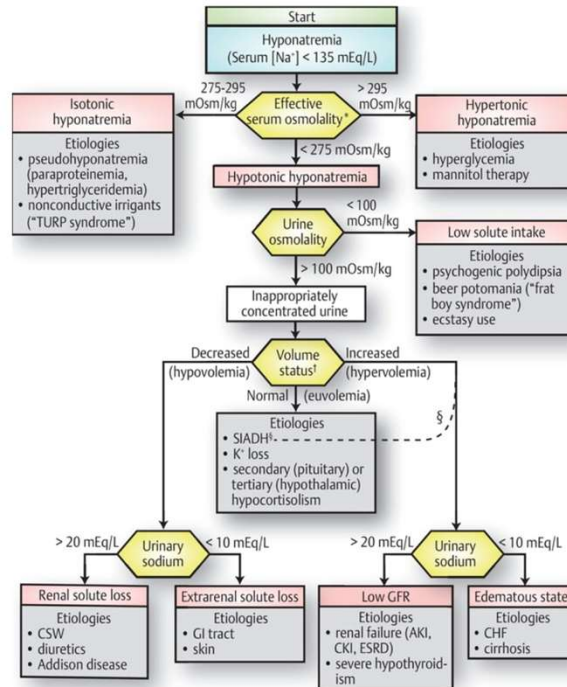 Start
Hyponatremia
(Serum [Na⁺] < 135 mEq/L)
275-295
mOsm/kg
> 295
mOsm/kg
Effective
serum osmolality*
Isotonic
hyponatremia
Etiologies
• pseudohyponatremia
(paraproteinemia,
hypertriglyceridemia)
• nonconductive irrigants
("TURP syndrome")
Hypertonic
hyponatremia
Etiologies
• hyperglycemia
• mannitol therapy
< 275 mOsm/kg
Hypotonic hyponatremia
Urine
osmolality
< 100
mOsm/kg
Low solute intake
Etiologies
• psychogenic polydipsia
• beer potomania ("frat
boy syndrome")
• ecstasy use
> 100 mOsm/kg
Inappropriately
concentrated urine
Decreased
(hypovolemia)
Volume
status†
Increased
(hypervolemia)
Normal (euvolemia)
Etiologies
• SIADH§
• K⁺ loss
• secondary (pituitary) or
tertiary (hypothalamic)
hypocortisolism
§
> 20 mEq/L
Urinary
sodium
< 10 mEq/L
> 20 mEq/L
Urinary
sodium
< 10 mEq/L
Renal solute loss
Etiologies
• CSW
• diuretics
• Addison disease
Extrarenal solute loss
Etiologies
• GI tract
• skin
Low GFR
Etiologies
• renal failure (AKI,
CKI, ESRD)
• severe hypothyroid-
ism
Edematous state
Etiologies
• CHF
• cirrhosis